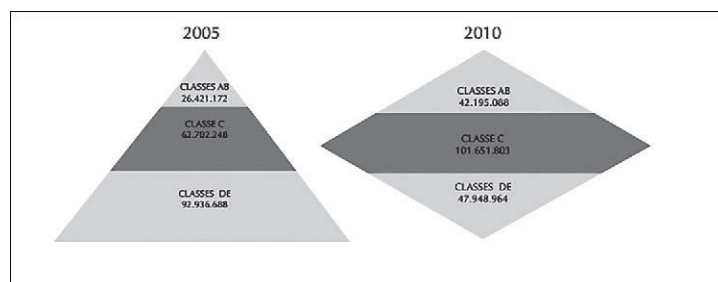 2005
CLASSES AB
26.421.172
CLASSE C
62.702.248
CLASSES DE
92.936.688
2010
CLASSES AB
42.195.088
CLASSE C
101.651.803
CLASSES DE
47.948.964